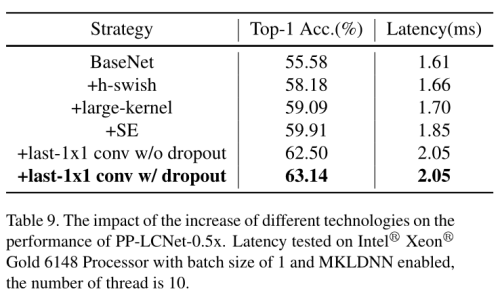 Strategy Top-1 Acc.(%) Latency(ms)
BaseNet 55.58 1.61
+h-swish 58.18 1.66
+large-kernel 59.09 1.70
+SE 59.91 1.85
+last-1x1 conv w/o dropout 62.50 2.05
+last-1x1 conv w/ dropout 63.14 2.05
Table 9. The impact of the increase of different technologies on the
performance of PP-LCNet-0.5x. Latency tested on Intel® Xeon®
Gold 6148 Processor with batch size of 1 and MKLDNN enabled,
the number of thread is 10.